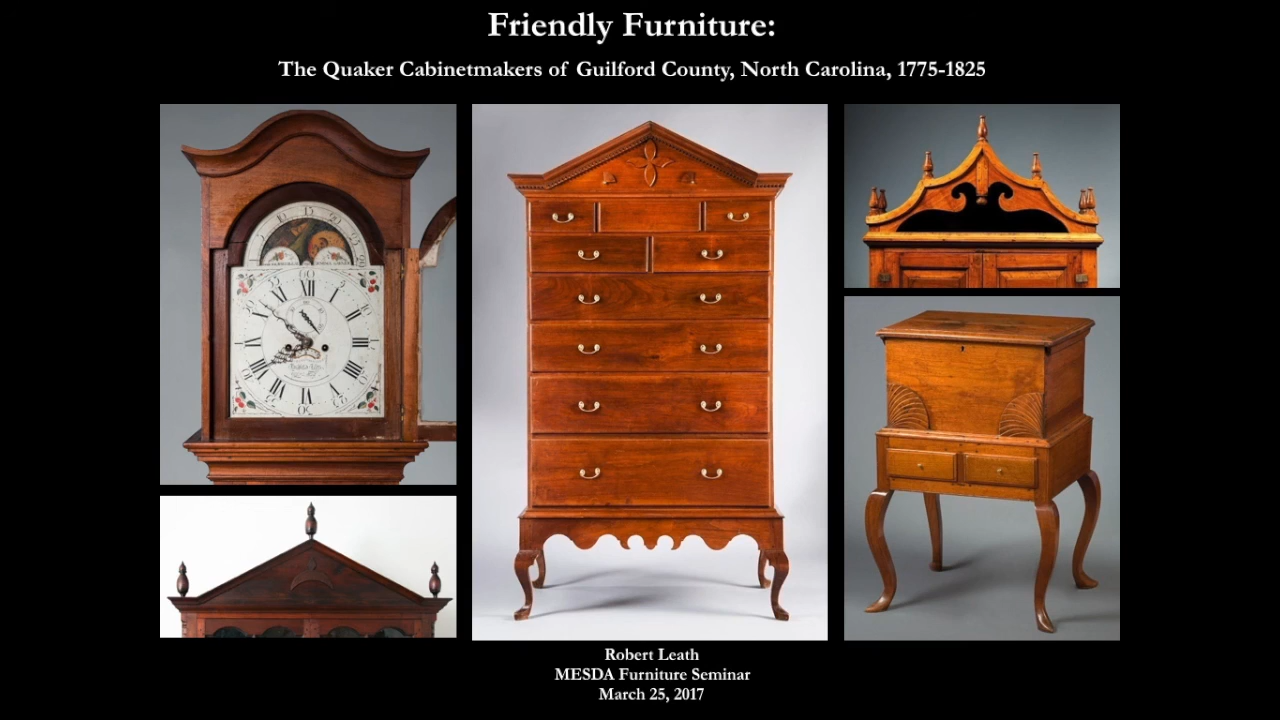 Friendly Furniture:
The Quaker Cabinetmakers of Guilford County, North Carolina, 1775-1825
Robert Leath
MESDA Furniture Seminar
March 25, 2017